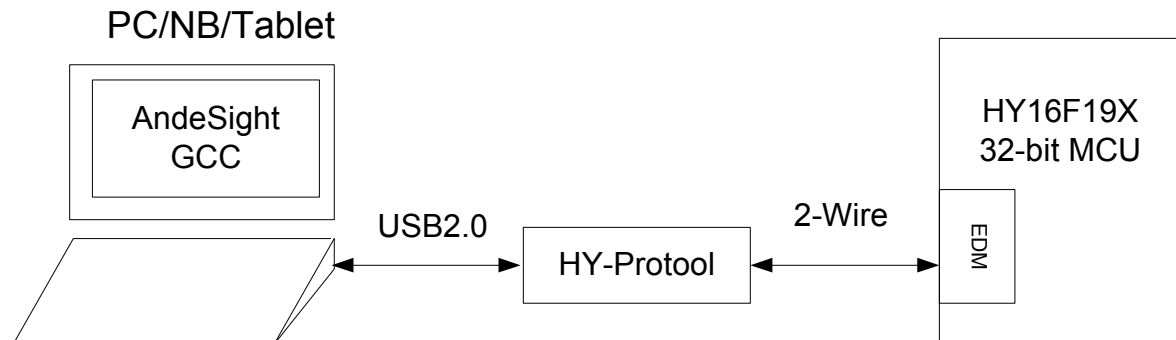 PC/NB/Tablet
AndeSight
GCC
USB2.0
HY-Protool
2-Wire
HY16F19X
32-bit MCU
EDM